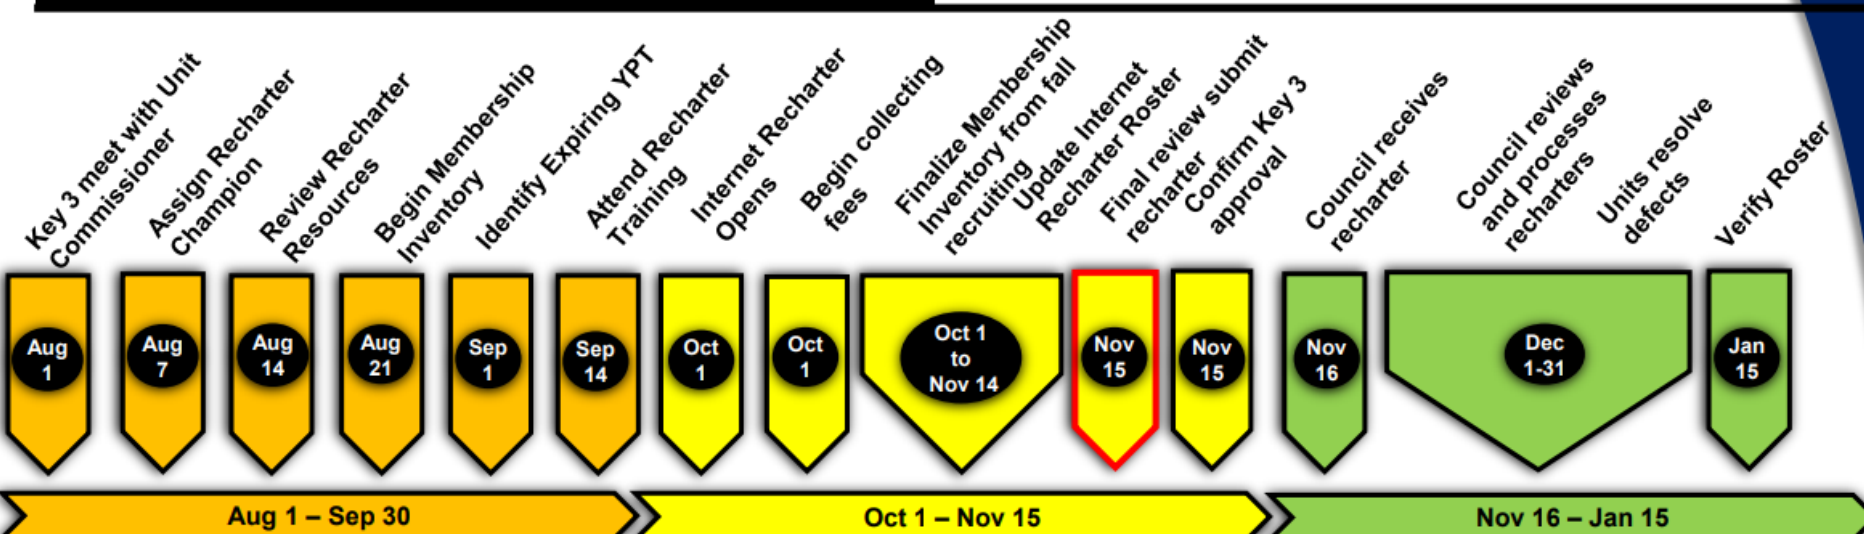 Key 3 meet with Unit
Commissioner
Assign Recharter
Champion
Review Recharter
Resources
Begin Membership
Inventory
Identify Expiring YPT
Attend Recharter
Training
Internet Recharter
Opens
Begin collecting
fees
Finalize Membership
Inventory from fall
recruiting
Update Internet
Recharter Roster
Final review submit
recharter
Confirm Key 3
approval
Council receives
recharter
Council reviews
and processes
recharters
Units resolve
defects
Verify Roster
Aug
1
Aug
7
Aug
14
Aug
21
Sep
1
Sep
14
Oct
1
Oct
1
Oct 1
to
Nov 14
Nov
15
Nov
15
Nov
16
Dec
1-31
Jan
15
Aug 1 – Sep 30
Oct 1 – Nov 15
Nov 16 – Jan 15